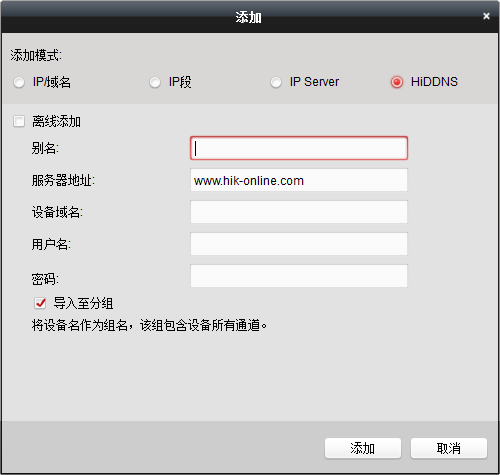 添加
添加模式:
IP/域名 IP段 IP Server HiDDNS
离线添加
别名:
服务器地址: www.hik-online.com
设备域名:
用户名:
密码:
导入至分组
将设备名作为组名，该组包含设备所有通道。
添加 取消